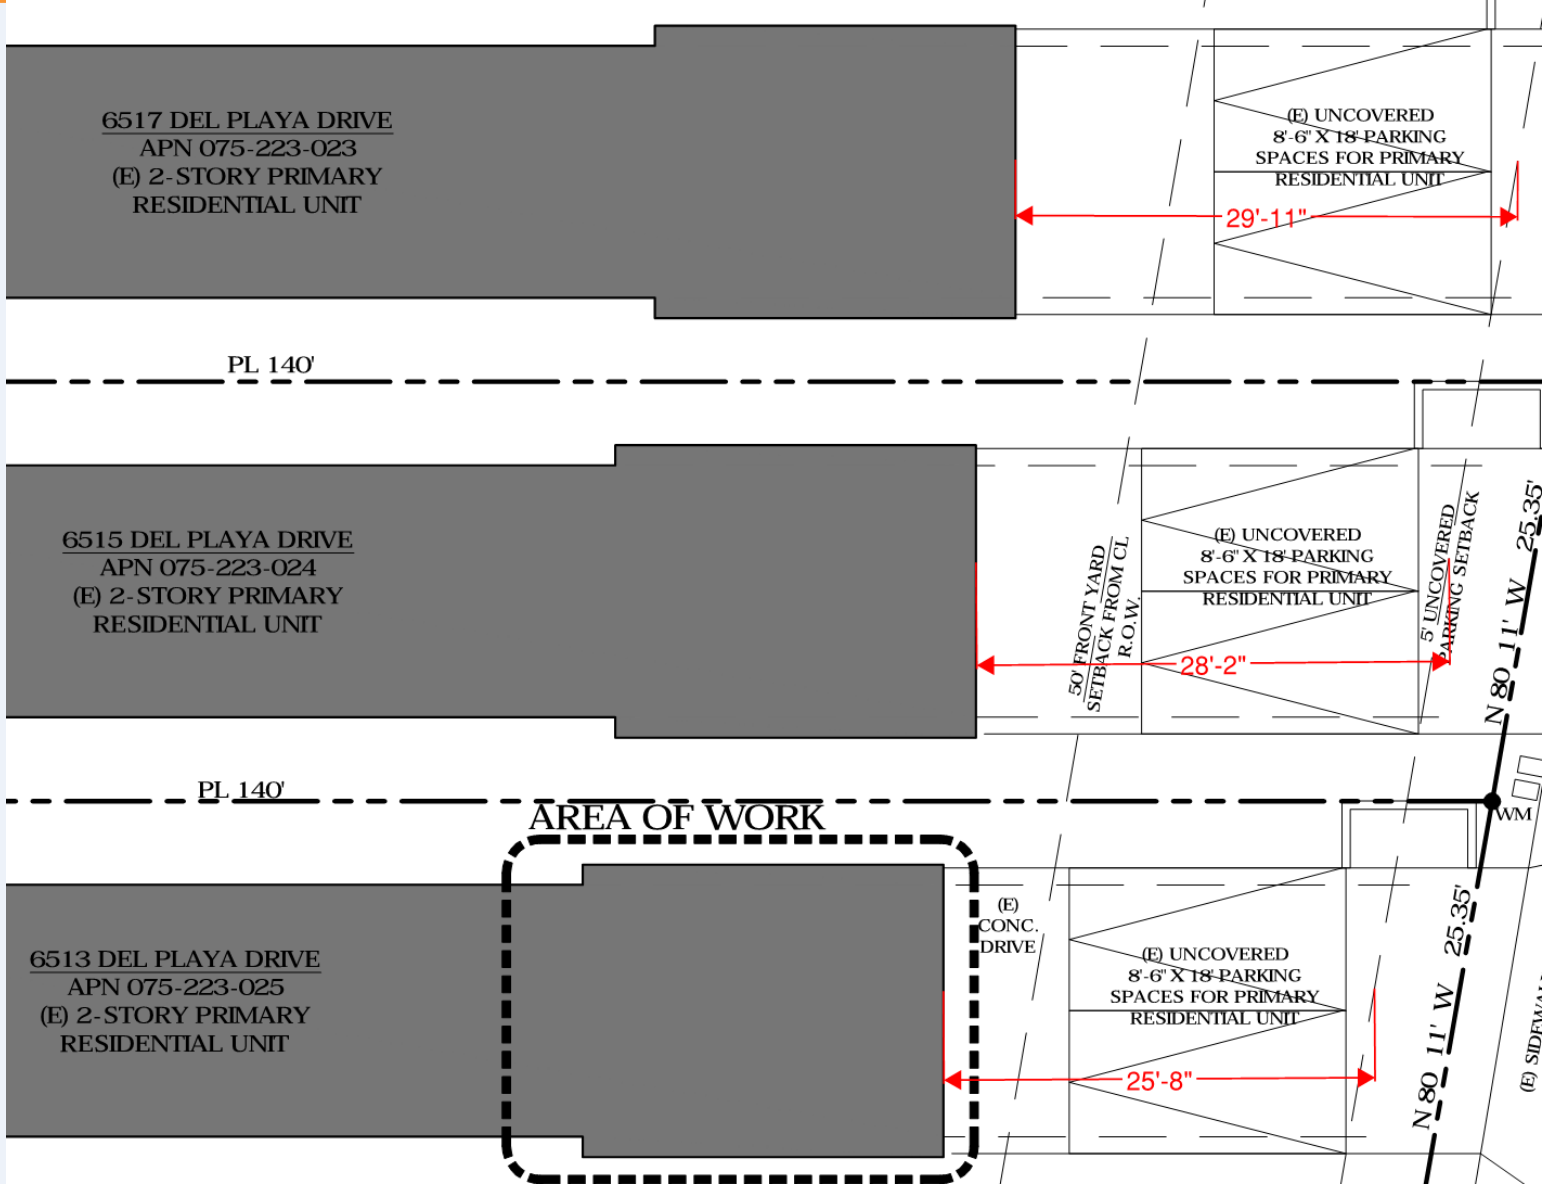 6517 DEL PLAYA DRIVE
APN 075-223-023
(E) 2-STORY PRIMARY
RESIDENTIAL UNIT
(E) UNCOVERED
8'-6" X 18' PARKING
SPACES FOR PRIMARY
RESIDENTIAL UNIT
29'-11"
PL 140'
6515 DEL PLAYA DRIVE
APN 075-223-024
(E) 2-STORY PRIMARY
RESIDENTIAL UNIT
50' FRONT YARD
SETBACK FROM CL
R.O.W.
(E) UNCOVERED
8'-6" X 18' PARKING
SPACES FOR PRIMARY
RESIDENTIAL UNIT
28'-2"
5' UNCOVERED
PARKING SETBACK
N 80 11' W 25.35'
PL 140'
AREA OF WORK
WM
6513 DEL PLAYA DRIVE
APN 075-223-025
(E) 2-STORY PRIMARY
RESIDENTIAL UNIT
(E)
CONC.
DRIVE
(E) UNCOVERED
8'-6" X 18' PARKING
SPACES FOR PRIMARY
RESIDENTIAL UNIT
25'-8"
N 80 11' W 25.35'
(E)